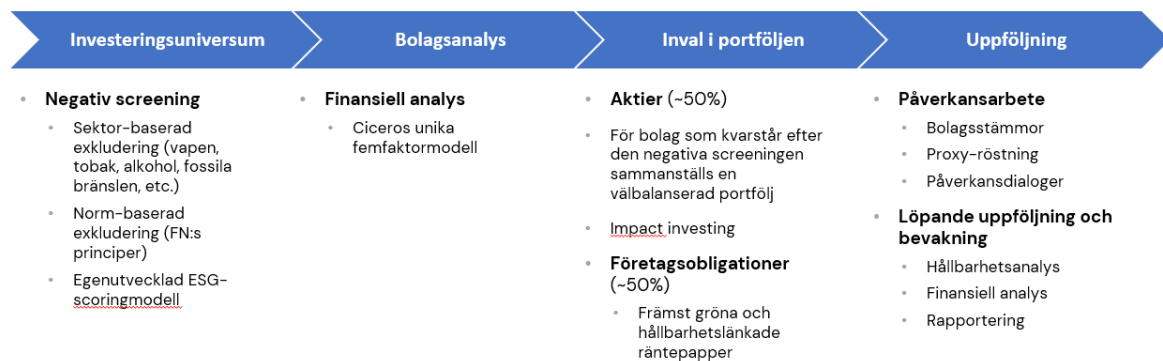 Investeringsuniversum
Bolagsanalys
Inval i portföljen
Uppföljning
Negativ screening
Sektor-baserad
exkludering (vapen,
tobak, alkohol, fossila
bränslen, etc.)
Norm-baserad
exkludering (FN:s
principer)
Egenutvecklad ESG-
scoringmodell
Finansiell analys
Ciceros unika
femfaktormodell
Aktier (~50%)
För bolag som kvarstår efter
den negativa screeningen
sammanställs en
välbalanserad portfölj
Impact investing
Företagsobligationer
(~50%)
Främst gröna och
hållbarhetslänkade
räntepapper
Påverkansarbete
Bolagsstämmor
Proxy-röstning
Påverkansdialoger
Löpande uppföljning och
bevakning
Hållbarhetsanalys
Finansiell analys
Rapportering